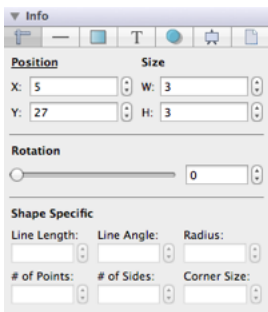 Info
T
Position Size
X: 5 W: 3
Y: 27 H: 3
Rotation
0
Shape Specific
Line Length: Line Angle: Radius:
# of Points: # of Sides: Corner Size: